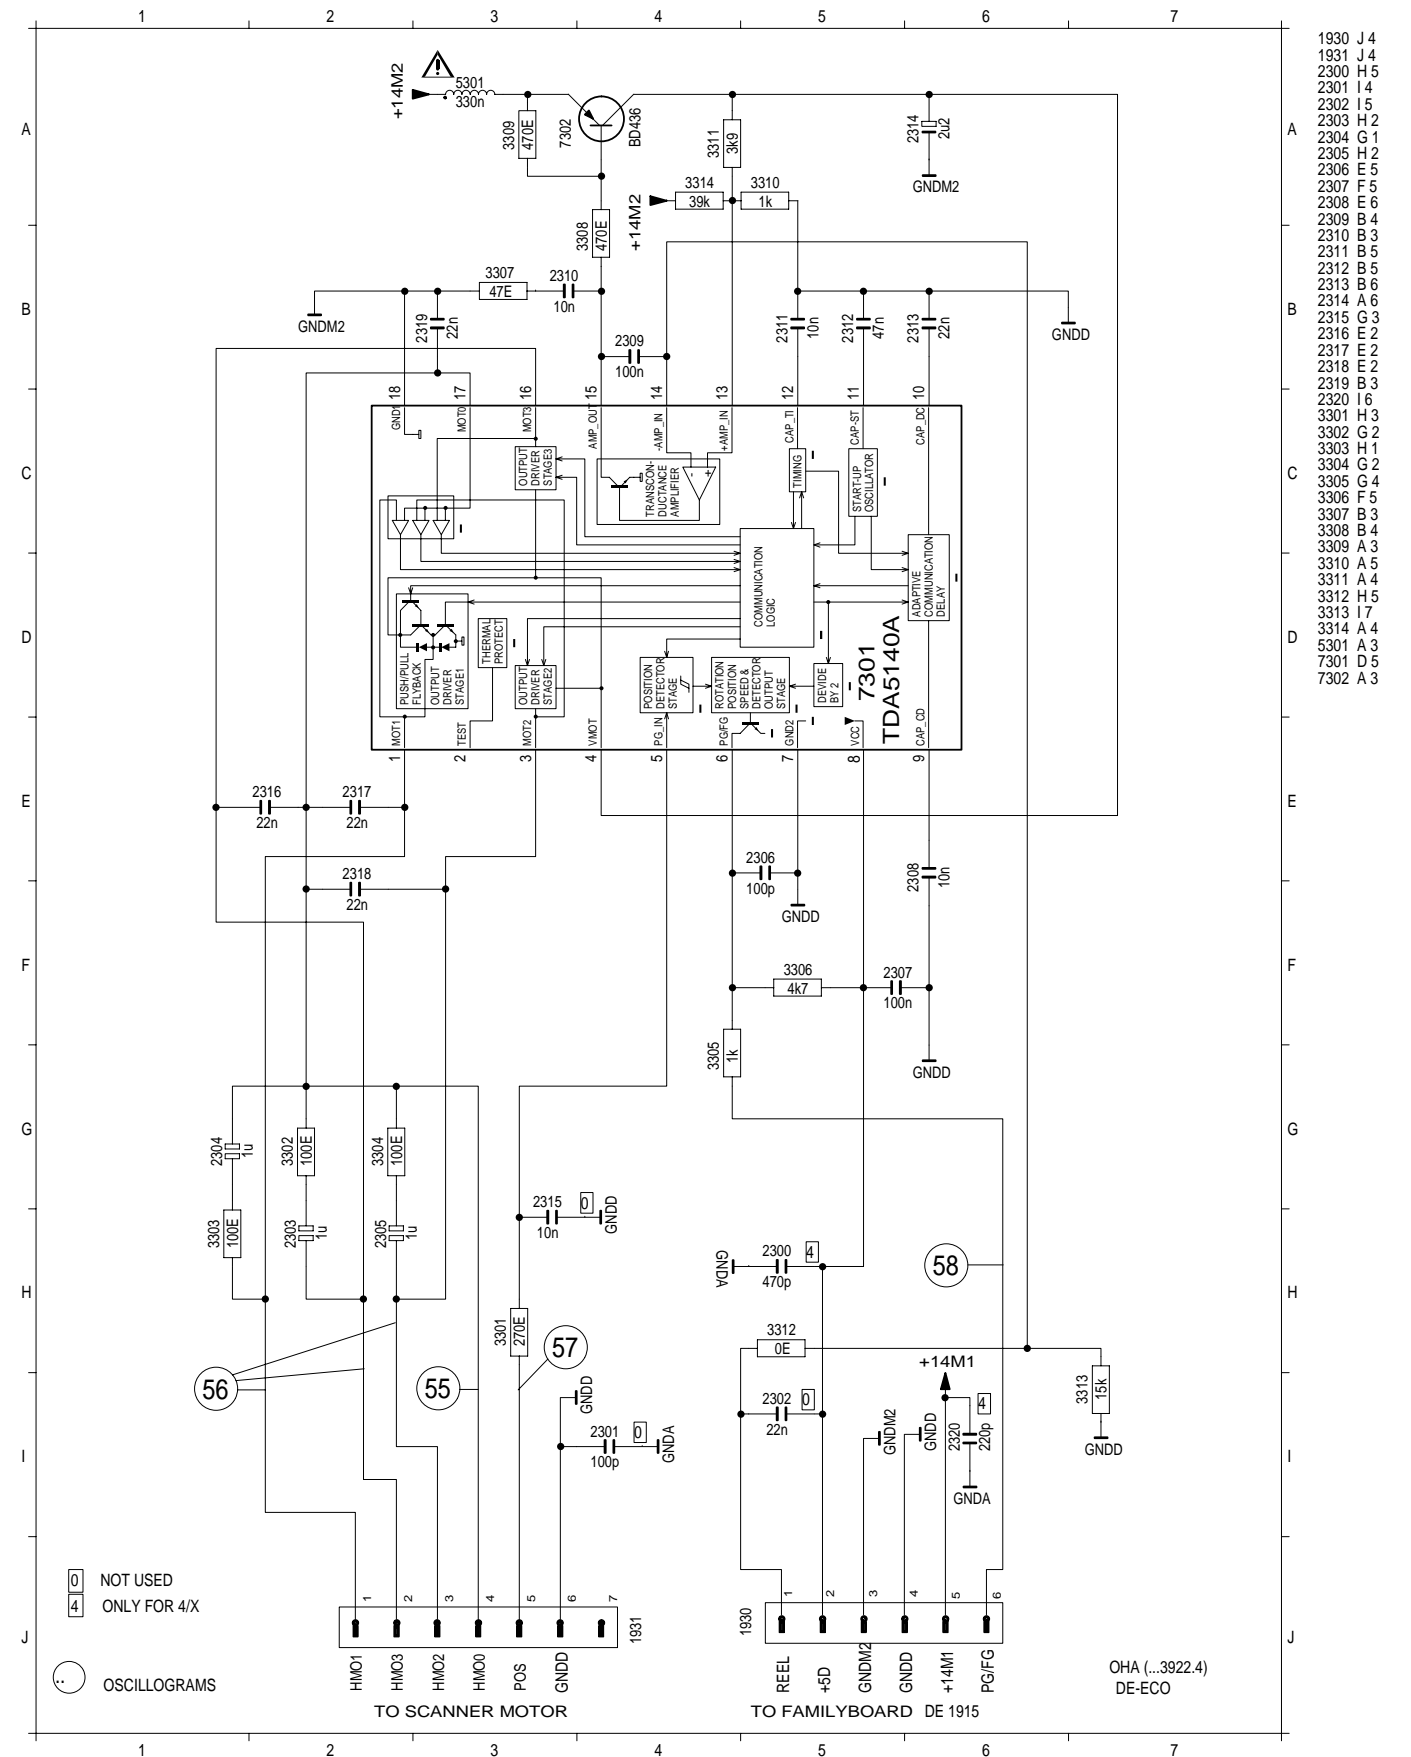 1 2 3 4 5 6 7
A
B
C
D
E
F
G
H
I
J
1930 J 4
1931 J 4
2300 H 5
2301 I 4
2302 I 5
2303 H 2
2304 G 1
2305 H 2
2306 E 5
2307 F 5
2308 E 6
2309 B 4
2310 B 3
2311 B 5
2312 B 5
2313 B 6
2314 A 6
2315 G 3
2316 E 2
2317 E 2
2318 E 2
2319 B 3
2320 I 6
3301 H 3
3302 G 2
3303 H 1
3304 G 2
3305 G 4
3306 F 5
3307 B 3
3308 B 4
3309 A 3
3310 A 5
3311 A 4
3312 H 5
3313 I 7
3314 A 4
5301 A 3
7301 D 5
7302 A 3
+14M2
!
5301
330n
3309
470E
7302
BD436
3311
3k9
2314
2u2
GNDM2
3314
39k
3310
1k
+14M2
3308
470E
3307
47E
2310
10n
GNDM2
2319
22n
2309
100n
2311
10n
2312
47n
2313
22n
GNDD
18 17 16 15 14 13 12 11 10
GND1
MOT0
MOT3
AMP_OUT
-AMP_IN
+AMP_IN
CAP_TI
CAP-ST
CAP_DC
OUTPUT
DRIVER
STAGE3
TRANSCON-
DUCTANCE
AMPLIFIER
- +
TIMING
START-UP
OSCILLATOR
COMMUNICATION
LOGIC
ADAPTIVE
COMMUNICATION
DELAY
PUSH/PULL
FLYBACK
OUTPUT
DRIVER
STAGE1
THERMAL
PROTECT
OUTPUT
DRIVER
STAGE2
POSITION
DETECTOR
STAGE
ROTATION
POSITION
SPEED &
DETECTOR
OUTPUT
STAGE
DEVIDE
BY 2
7301
TDA5140A
MOT1
TEST
MOT2
VMOT
PG_IN
PG/FG
GND2
VCC
CAP_CD
1 2 3 4 5 6 7 8 9
2316
22n
2317
22n
2318
22n
2306
100p
GNDD
2308
10n
3306
4k7
2307
100n
3305
1k
GNDD
2304
1u
3302
100E
3304
100E
3303
100E
2303
1u
2305
1u
2315
10n
0
GNDD
GNDA
2300
470p
4
58
3301
270E
57
3312
0E
+14M1
56
55
GNDD
2301
100p
0
GNDA
2302
22n
0
GNDM2
GNDD
2320
220p
4
GNDA
3313
15k
GNDD
0 NOT USED
4 ONLY FOR 4/X
.. OSCILLOGRAMS
1 2 3 4 5 6 7
1931
HMO1
HMO3
HMO2
HMO0
POS
GNDD
TO SCANNER MOTOR
1930
1 2 3 4 5 6
REEL
+5D
GNDM2
GNDD
+14M1
PG/FG
TO FAMILYBOARD DE 1915
OHA (...3922.4)
DE-ECO
A
B
C
D
E
F
G
H
I
J
1 2 3 4 5 6 7